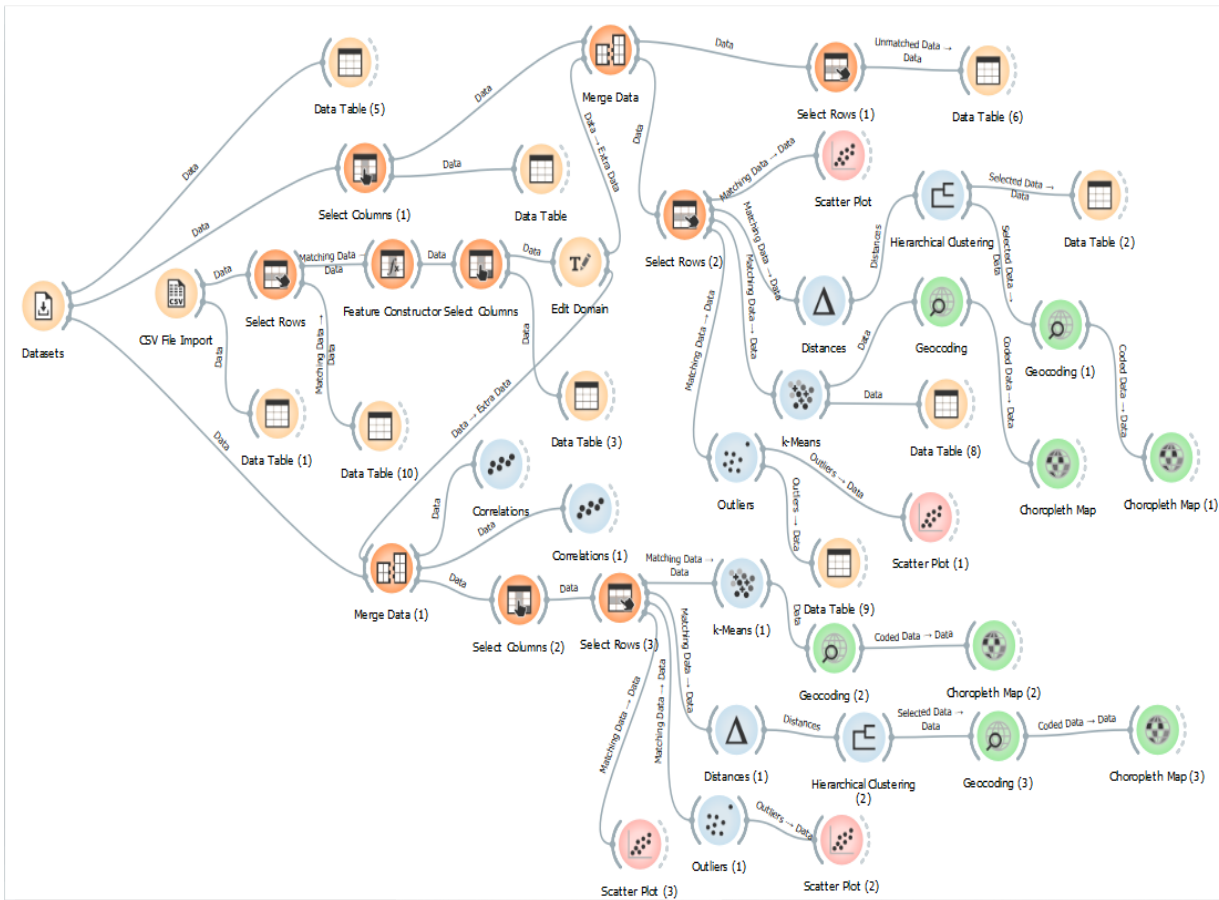 Data Table (5)
Merge Data
Data
Data
Select Rows (1)
Unmatched Data → Data
Data Table (6)
Data
Data
Select Columns (1)
Data
Data Table
Data → Extra Data
Data
Select Rows (2)
Matching Data → Data
Scatter Plot
Matching Data → Data
Matching Data → Data
Matching Data → Data
Distances
Distances
Hierarchical Clustering
Selected Data →
Data
Data Table (2)
Selected Data →
Data
Geocoding (1)
Coded Data → Data
Choropleth Map (1)
Datasets
Data
CSV
CSV File Import
Data
Select Rows
Matching Data →
Data
Feature Constructor
Data
Select Columns
Data
T
Edit Domain
Data
Data Table (1)
Matching Data →
Data
Data Table (10)
Data
Data Table (3)
Data → Extra Data
k-Means
Data
Geocoding
Coded Data → Data
Choropleth Map
Data
Data Table (8)
Outliers
Outliers → Data
Scatter Plot (1)
Outliers → Data
Data Table (9)
Merge Data (1)
Data
Correlations
Data
Correlations (1)
Data
Select Columns (2)
Data
Select Rows (3)
Matching Data →
Data
k-Means (1)
Data
Geocoding (2)
Coded Data → Data
Choropleth Map (2)
Matching Data → Data
Distances (1)
Distances
Hierarchical Clustering
(2)
Selected Data →
Data
Geocoding (3)
Coded Data → Data
Choropleth Map (3)
Matching Data → Data
Outliers (1)
Outliers → Data
Scatter Plot (2)
Matching Data → Data
Scatter Plot (3)